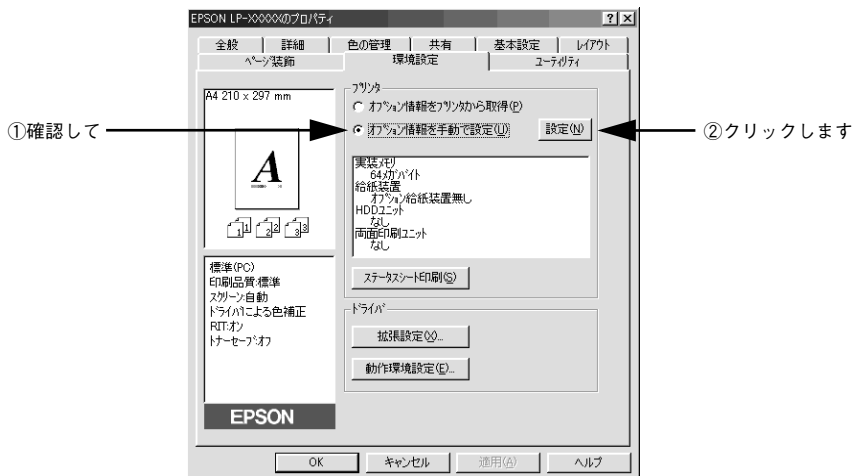 EPSON LP-XXXXXのプロパティ
? ×
全般 詳細 色の管理 共有 基本設定 レイアウト
ページ装飾 環境設定 ユーティリティ
A4 210 x 297 mm
A
1 1 2 2 3 3
標準(PC)
印刷品質:標準
スクリーン:自動
ドライバによる色補正
RIT:オン
トナーセーブ:オフ
EPSON
プリンタ
オプション情報をプリンタから取得(P)
①確認して
オプション情報を手動で設定(U)
設定(N)
②クリックします
実装メモリ
64メガバイト
給紙装置
オプション給紙装置無し
HDDユニット
なし
両面印刷ユニット
なし
ステータスシート印刷(S)
ドライバ
拡張設定(X)...
動作環境設定(E)...
OK キャンセル 適用(A) ヘルプ